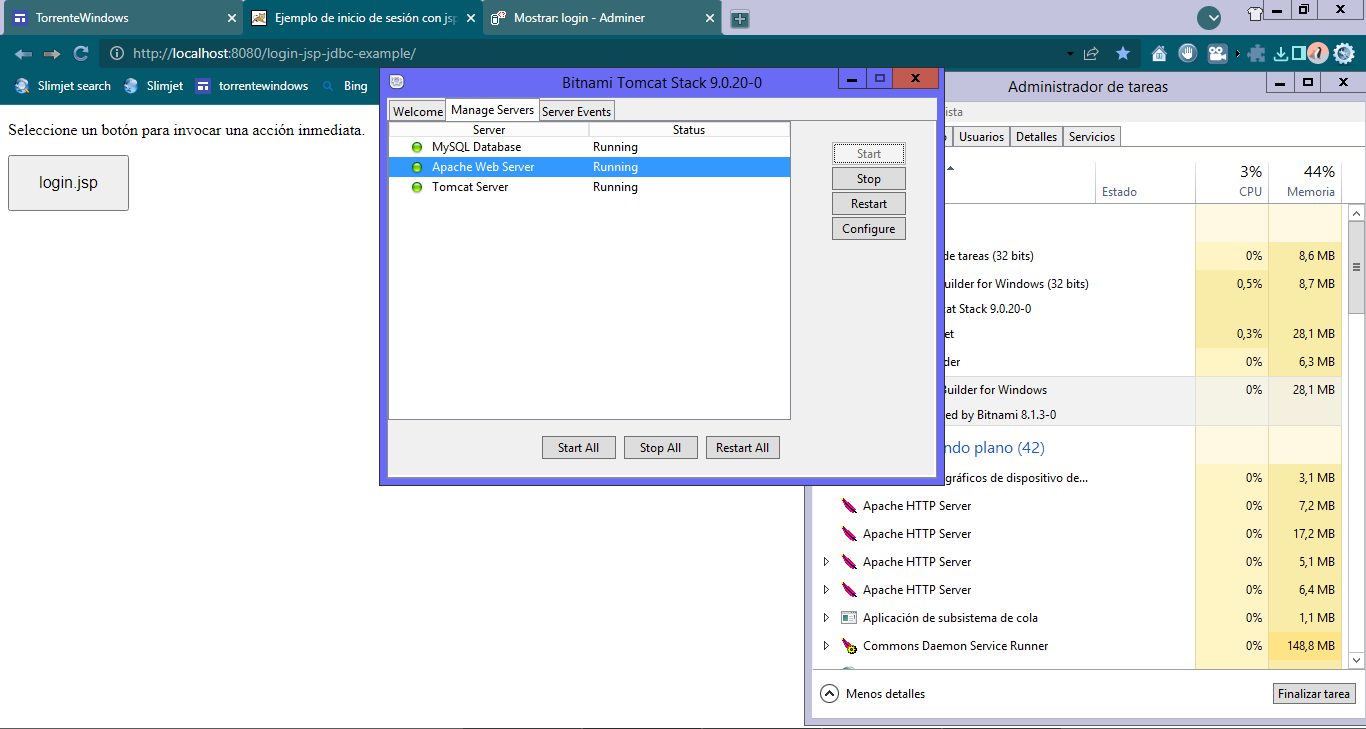 TorrenteWindows
Ejemplo de inicio de sesión con jsp
Mostrar: login - Adminer
http://localhost:8080/login-jsp-jdbc-example/
Slimjet search
Slimjet
torrentewindows
Bing
Seleccione un botón para invocar una acción inmediata.
login.jsp
Bitnami Tomcat Stack 9.0.20-0
Welcome
Manage Servers
Server Events
Server
Status
MySQL Database
Running
Apache Web Server
Running
Tomcat Server
Running
Start
Stop
Restart
Configure
Start All
Stop All
Restart All
Administrador de tareas
ista
Usuarios
Detalles
Servicios
Estado
3%
CPU
44%
Memoria
de tareas (32 bits)
0%
8,6 MB
uilder for Windows (32 bits)
0,5%
8,7 MB
at Stack 9.0.20-0
et
0,3%
28,1 MB
der
0%
6,3 MB
Builder for Windows
0%
28,1 MB
ed by Bitnami 8.1.3-0
ndo plano (42)
gráficos de dispositivo de...
0%
3,1 MB
Apache HTTP Server
0%
7,2 MB
Apache HTTP Server
0%
17,2 MB
Apache HTTP Server
0%
5,1 MB
Apache HTTP Server
0%
6,4 MB
Aplicación de subsistema de cola
0%
1,1 MB
Commons Daemon Service Runner
0%
148,8 MB
Menos detalles
Finalizar tarea